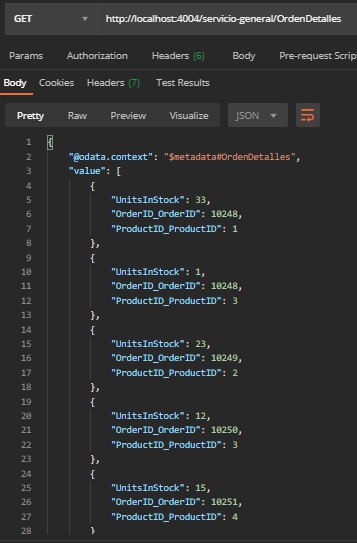 GET http://localhost:4004/servicio-general/OrdenDetalles
Params Authorization Headers (6) Body Pre-request Scrip
Body Cookies Headers (7) Test Results
Pretty Raw Preview Visualize JSON
1 {
2 "@odata.context": "$metadata#OrdenDetalles",
3 "value": [
4 {
5 "UnitsInStock": 33,
6 "OrderID_OrderID": 10248,
7 "ProductID_ProductID": 1
8 },
9 {
10 "UnitsInStock": 1,
11 "OrderID_OrderID": 10248,
12 "ProductID_ProductID": 3
13 },
14 {
15 "UnitsInStock": 23,
16 "OrderID_OrderID": 10249,
17 "ProductID_ProductID": 2
18 },
19 {
20 "UnitsInStock": 12,
21 "OrderID_OrderID": 10250,
22 "ProductID_ProductID": 3
23 },
24 {
25 "UnitsInStock": 15,
26 "OrderID_OrderID": 10251,
27 "ProductID_ProductID": 4
28 }